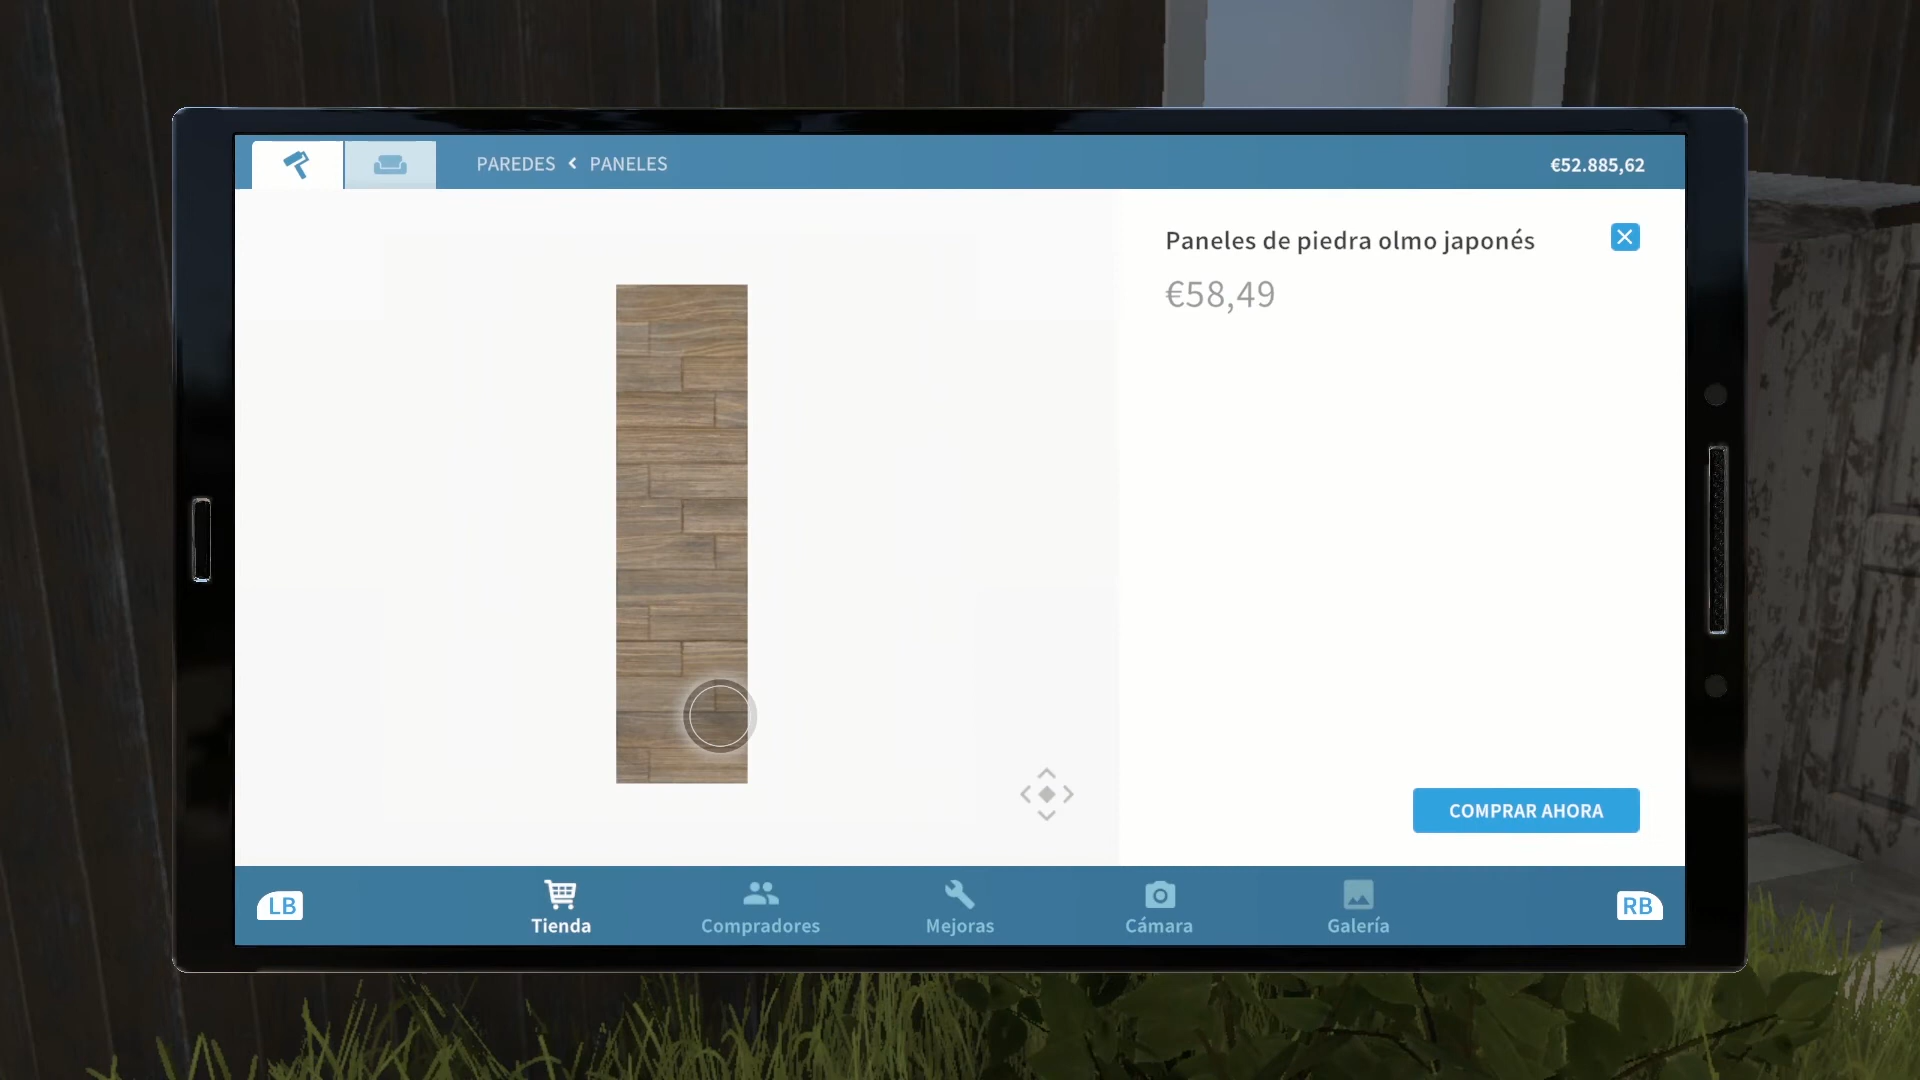 PAREDES < PANELES
€52.885,62
Paneles de piedra olmo japonés
€58,49
COMPRAR AHORA
LB
Tienda
Compradores
Mejoras
Cámara
Galería
RB